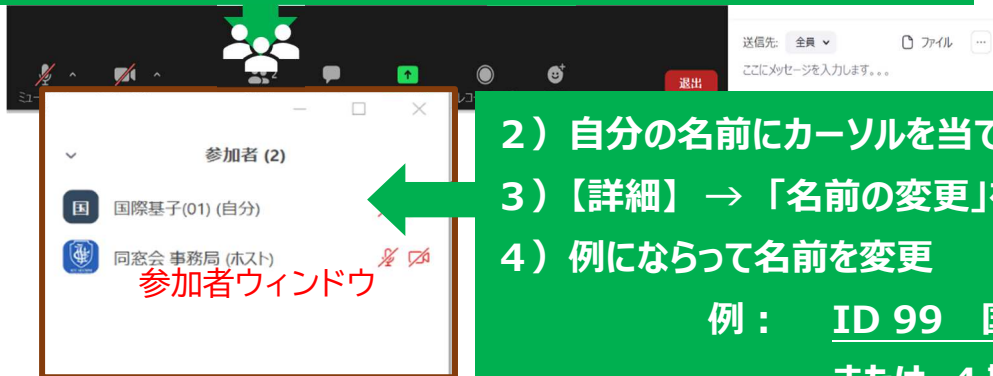 送信先: 全員 ファイル
ここにメッセージを入力します。。。
2
退出
参加者 (2)
国 国際基子(01) (自分)
同窓会 事務局 (ホスト)
参加者ウィンドウ
２）自分の名前にカーソルを当て
３）【詳細】 → 「名前の変更」
４）例にならって名前を変更
例： ID 99